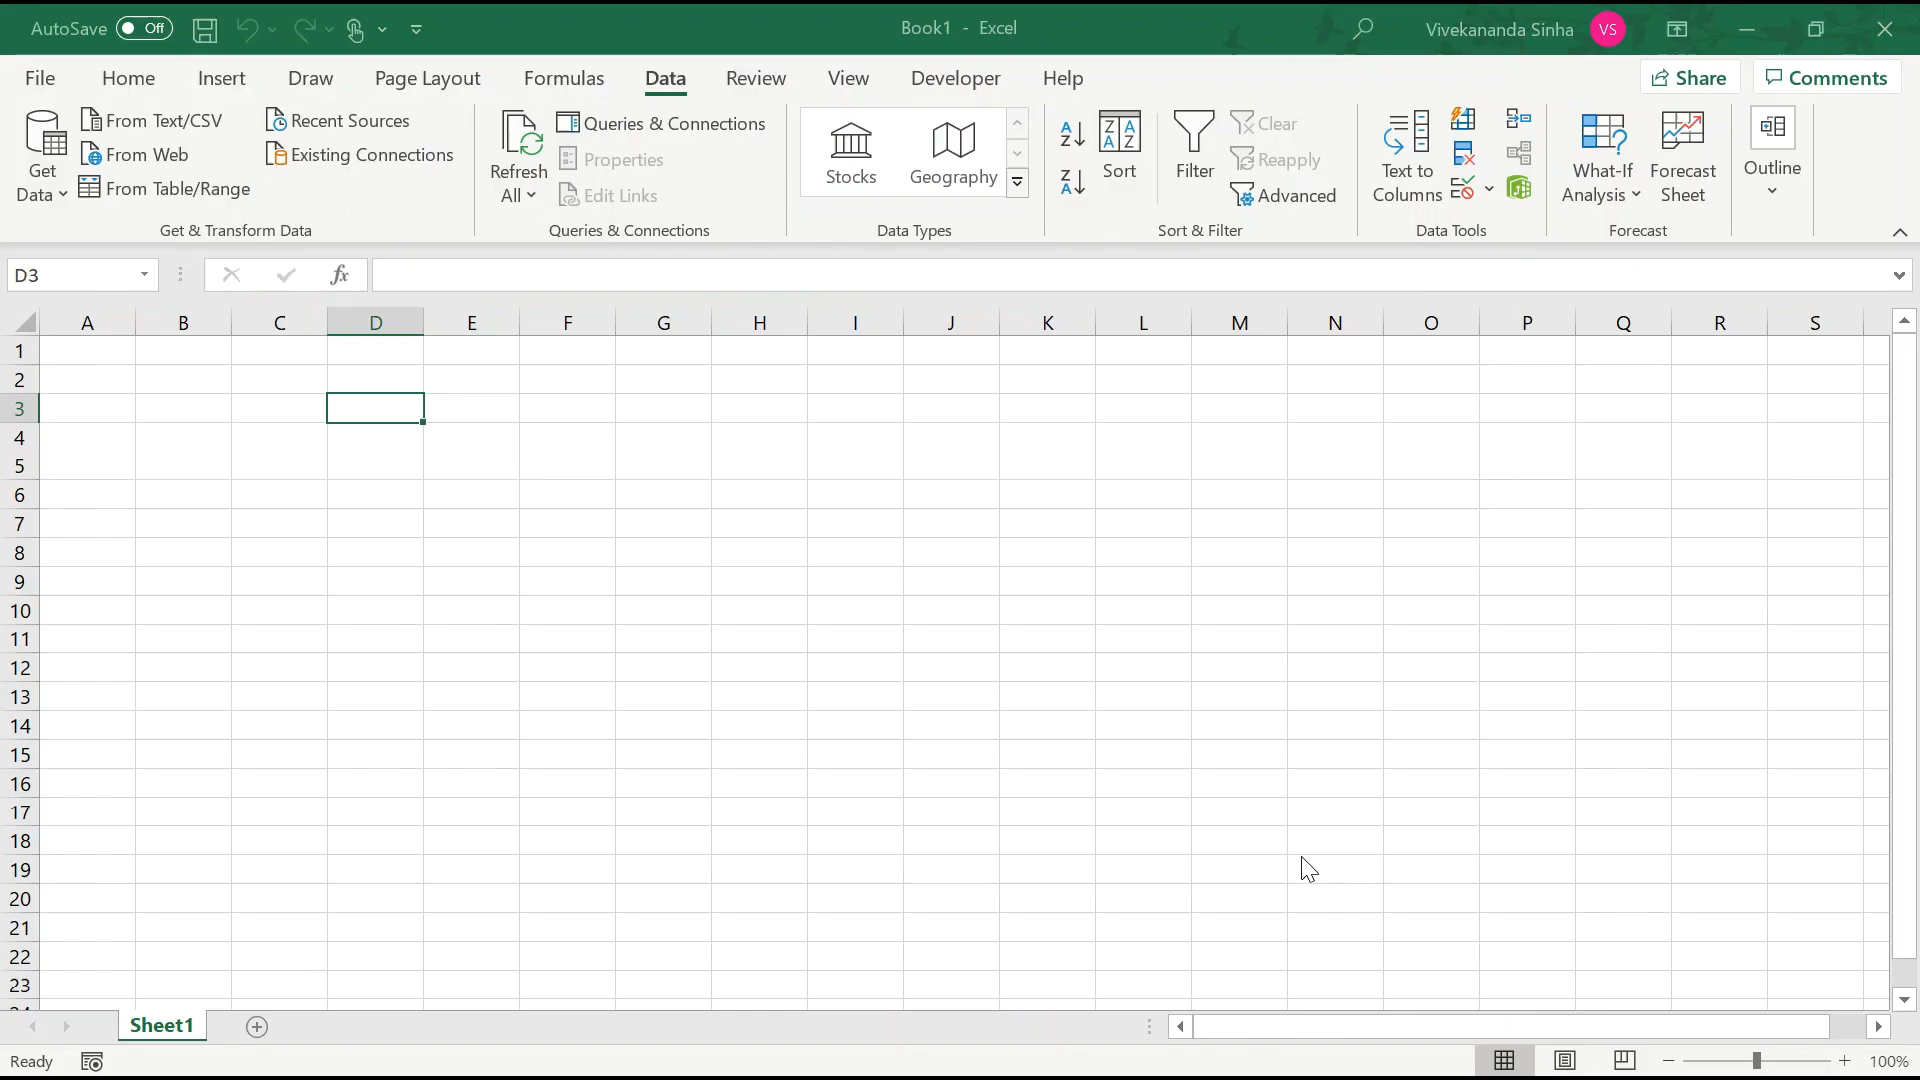 AutoSave Off Book1 - Excel Vivekananda Sinha VS
File Home Insert Draw Page Layout Formulas Data Review View Developer Help Share Comments
Get Data
From Text/CSV
From Web
From Table/Range
Recent Sources
Existing Connections
Get & Transform Data
Refresh All
Queries & Connections
Properties
Edit Links
Queries & Connections
Stocks Geography
Data Types
Sort
Filter
Clear
Reapply
Advanced
Sort & Filter
Text to
Columns
Data Tools
What-If
Analysis
Forecast
Sheet
Forecast
Outline
D3 fx
A B C D E F G H I J K L M N O P Q R S
1
2
3
4
5
6
7
8
9
10
11
12
13
14
15
16
17
18
19
20
21
22
23
Sheet1
Ready 100%